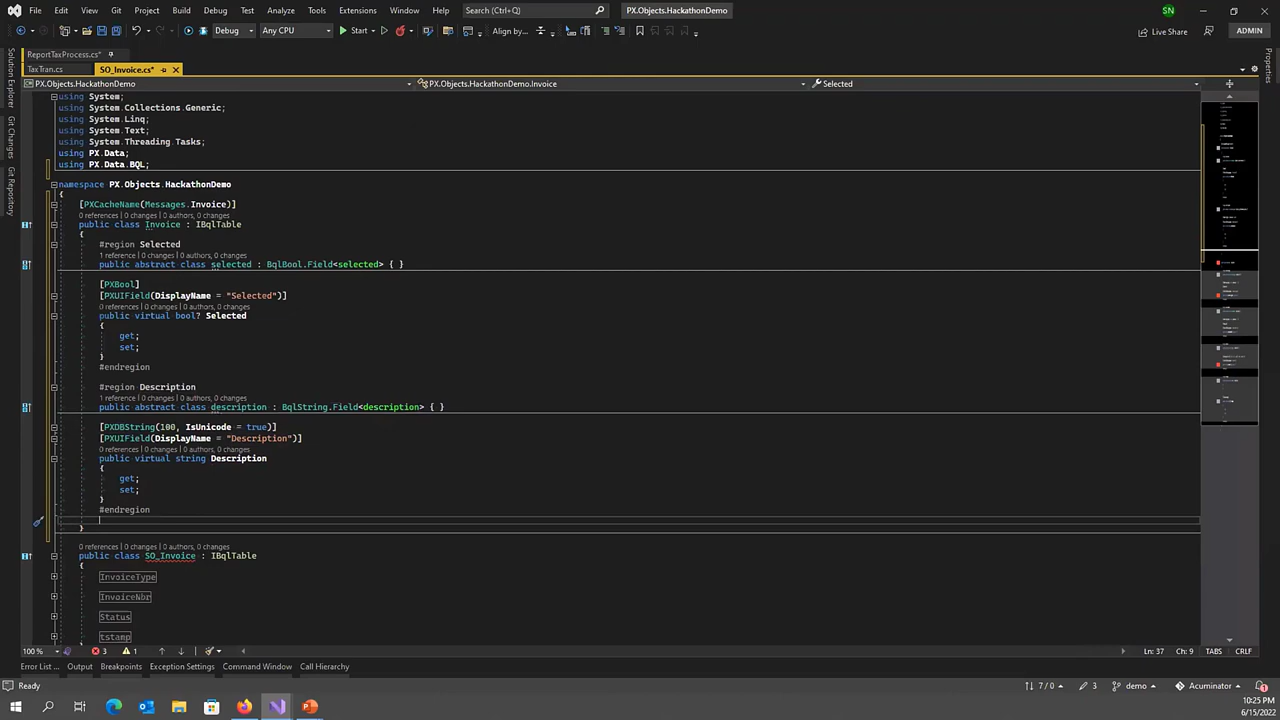 File Edit View Git Project Build Debug Test Analyze Tools Extensions Window Help Search (Ctrl+Q) PX.Objects.HackathonDemo SN
Debug Any CPU Start Align by... Live Share ADMIN
ReportTaxProcess.cs*
TaxTran.cs SO_Invoice.cs*
PX.Objects.HackathonDemo PX.Objects.HackathonDemo.Invoice Selected
Solution Explorer
Git Changes
Git Repository
using System;
using System.Collections.Generic;
using System.Linq;
using System.Text;
using System.Threading.Tasks;
using PX.Data;
using PX.Data.BQL;
namespace PX.Objects.HackathonDemo
{
[PXCacheName(Messages.Invoice)]
0 references | 0 changes | 0 authors, 0 changes
public class Invoice : IBqlTable
{
#region Selected
1 reference | 0 changes | 0 authors, 0 changes
public abstract class selected : BqlBool.Field<selected> { }
[PXBool]
[PXUIField(DisplayName = "Selected")]
0 references | 0 changes | 0 authors, 0 changes
public virtual bool? Selected
{
get;
set;
}
#endregion
#region Description
1 reference | 0 changes | 0 authors, 0 changes
public abstract class description : BqlString.Field<description> { }
[PXDBString(100, IsUnicode = true)]
[PXUIField(DisplayName = "Description")]
0 references | 0 changes | 0 authors, 0 changes
public virtual string Description
{
get;
set;
}
#endregion
}
0 references | 0 changes | 0 authors, 0 changes
public class SO_Invoice : IBqlTable
{
InvoiceType
InvoiceNbr
Status
tstamp
100 % 3 1 Ln: 37 Ch: 9 TABS CRLF
Error List ... Output Breakpoints Exception Settings Command Window Call Hierarchy
Ready 7 / 0 3 demo Acuminator 1
10:25 PM
6/15/2022